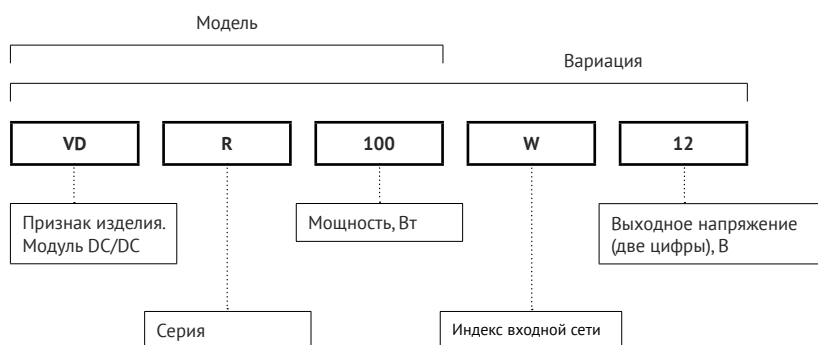 Модель
Вариация
VD
R
100
W
12
Признак изделия.
Модуль DC/DC
Мощность, Вт
Выходное напряжение
(две цифры), В
Серия
Индекс входной сети